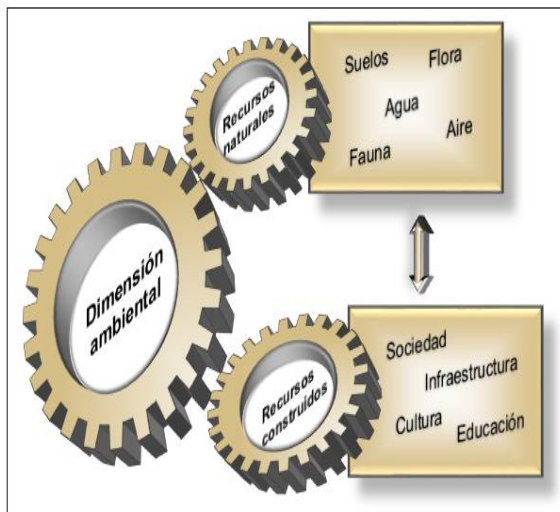 Dimensión
ambiental
Recursos
naturales
Suelos
Flora
Agua
Aire
Fauna
Recursos
construidos
Sociedad
Infraestructura
Cultura
Educación